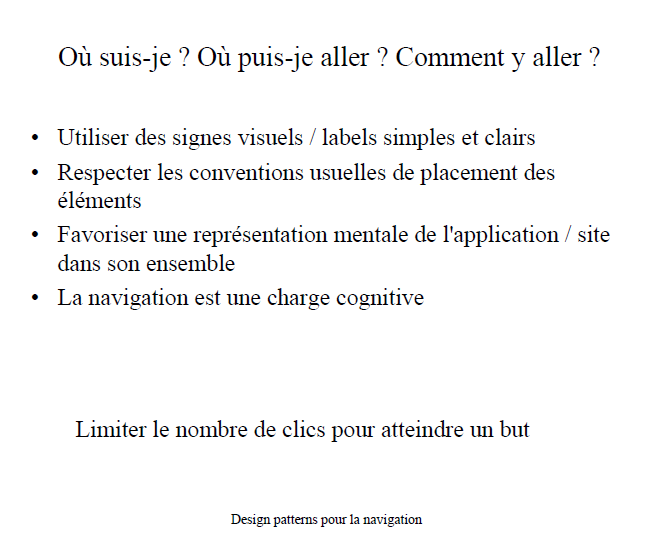 Où suis-je ? Où puis-je aller ? Comment y aller ?
• Utiliser des signes visuels / labels simples et clairs
• Respecter les conventions usuelles de placement des
éléments
• Favoriser une représentation mentale de l'application / site
dans son ensemble
• La navigation est une charge cognitive
Limiter le nombre de clics pour atteindre un but
Design patterns pour la navigation